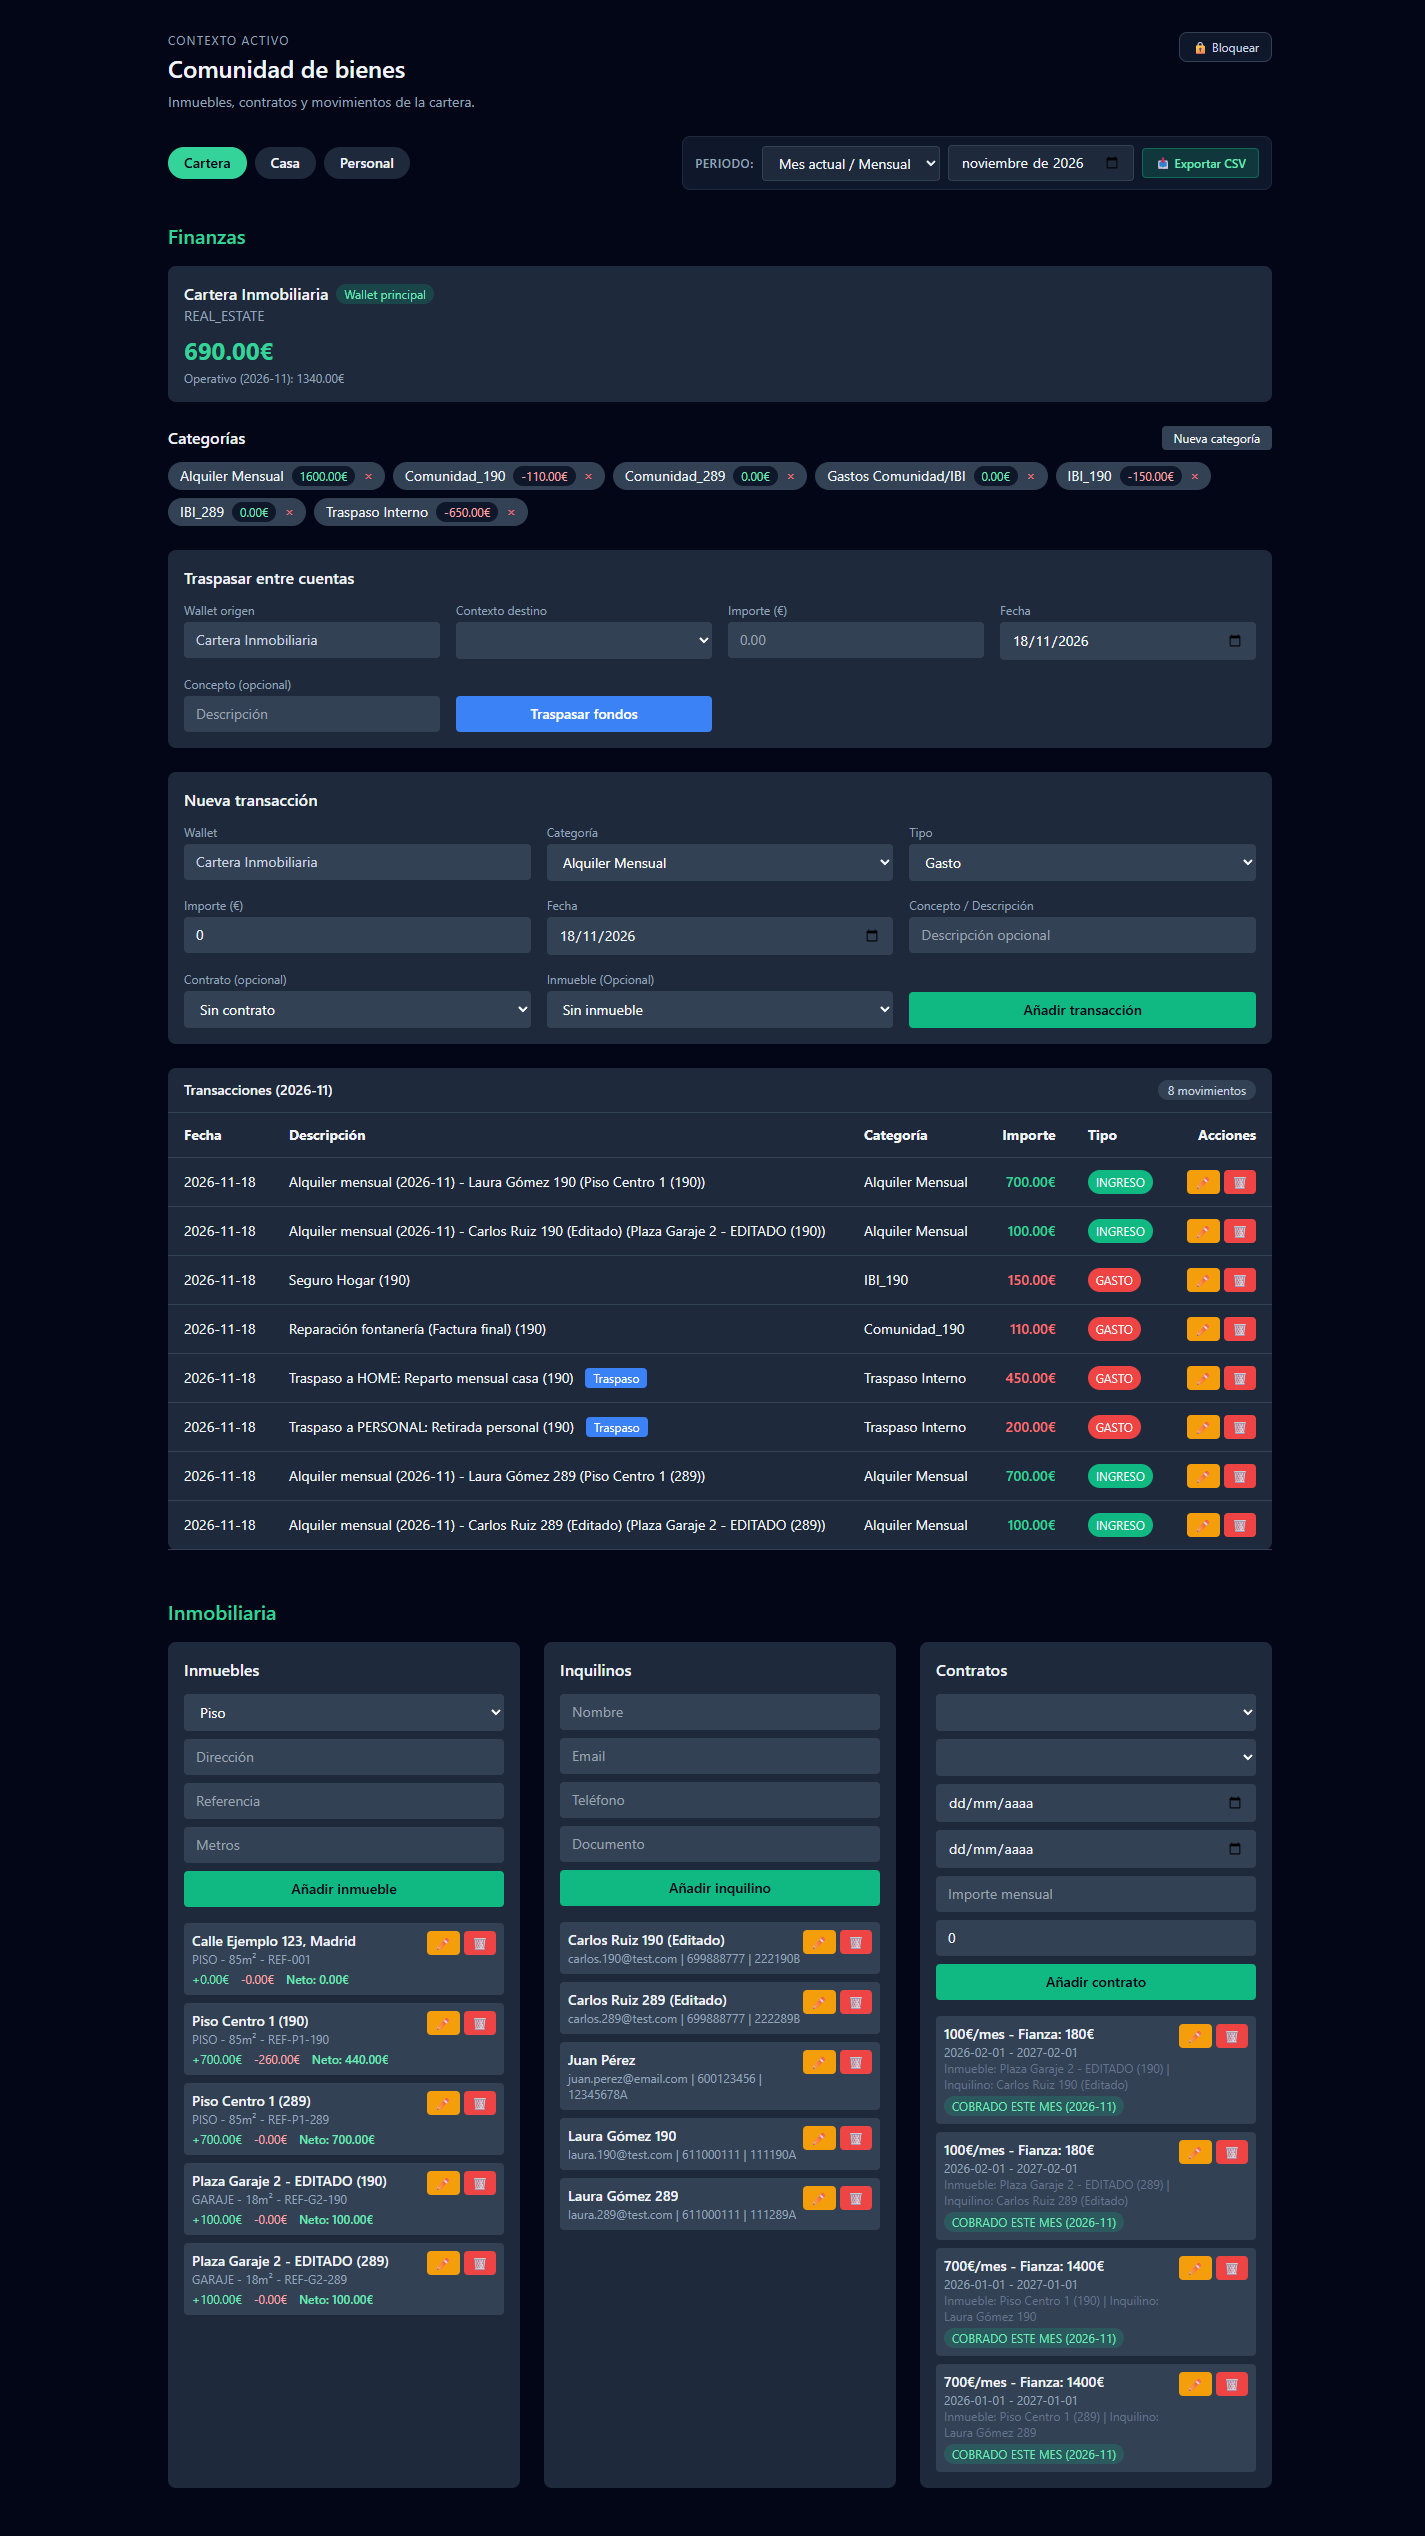 CONTEXTO ACTIVO
Comunidad de bienes
Inmuebles, contratos y movimientos de la cartera.
Bloquear
Cartera Casa Personal
PERIODO: Mes actual / Mensual noviembre de 2026 Exportar CSV
Finanzas
Cartera Inmobiliaria Wallet principal
REAL_ESTATE
690.00€
Operativo (2026-11): 1340.00€
Categorías Nueva categoría
Alquiler Mensual 1600.00€ × Comunidad_190 -110.00€ × Comunidad_289 0.00€ × Gastos Comunidad/IBI 0.00€ × IBI_190 -150.00€ ×
IBI_289 0.00€ × Traspaso Interno -650.00€ ×
Traspasar entre cuentas
Wallet origen Contexto destino Importe (€) Fecha
Cartera Inmobiliaria 0.00 18/11/2026
Concepto (opcional)
Descripción Traspasar fondos
Nueva transacción
Wallet Categoría Tipo
Cartera Inmobiliaria Alquiler Mensual Gasto
Importe (€) Fecha Concepto / Descripción
0 18/11/2026 Descripción opcional
Contrato (opcional) Inmueble (Opcional)
Sin contrato Sin inmueble Añadir transacción
Transacciones (2026-11) 8 movimientos
Fecha Descripción Categoría Importe Tipo Acciones
2026-11-18 Alquiler mensual (2026-11) - Laura Gómez 190 (Piso Centro 1 (190)) Alquiler Mensual 700.00€ INGRESO
2026-11-18 Alquiler mensual (2026-11) - Carlos Ruiz 190 (Editado) (Plaza Garaje 2 - EDITADO (190)) Alquiler Mensual 100.00€ INGRESO
2026-11-18 Seguro Hogar (190) IBI_190 150.00€ GASTO
2026-11-18 Reparación fontanería (Factura final) (190) Comunidad_190 110.00€ GASTO
2026-11-18 Traspaso a HOME: Reparto mensual casa (190) Traspaso Traspaso Interno 450.00€ GASTO
2026-11-18 Traspaso a PERSONAL: Retirada personal (190) Traspaso Traspaso Interno 200.00€ GASTO
2026-11-18 Alquiler mensual (2026-11) - Laura Gómez 289 (Piso Centro 1 (289)) Alquiler Mensual 700.00€ INGRESO
2026-11-18 Alquiler mensual (2026-11) - Carlos Ruiz 289 (Editado) (Plaza Garaje 2 - EDITADO (289)) Alquiler Mensual 100.00€ INGRESO
Inmobiliaria
Inmuebles
Piso
Dirección
Referencia
Metros
Añadir inmueble
Calle Ejemplo 123, Madrid
PISO - 85m² - REF-001
+0.00€ -0.00€ Neto: 0.00€
Piso Centro 1 (190)
PISO - 85m² - REF-P1-190
+700.00€ -260.00€ Neto: 440.00€
Piso Centro 1 (289)
PISO - 85m² - REF-P1-289
+700.00€ -0.00€ Neto: 700.00€
Plaza Garaje 2 - EDITADO (190)
GARAJE - 18m² - REF-G2-190
+100.00€ -0.00€ Neto: 100.00€
Plaza Garaje 2 - EDITADO (289)
GARAJE - 18m² - REF-G2-289
+100.00€ -0.00€ Neto: 100.00€
Inquilinos
Nombre
Email
Teléfono
Documento
Añadir inquilino
Carlos Ruiz 190 (Editado)
carlos.190@test.com | 699888777 | 222190B
Carlos Ruiz 289 (Editado)
carlos.289@test.com | 699888777 | 222289B
Juan Pérez
juan.perez@email.com | 600123456 |
12345678A
Laura Gómez 190
laura.190@test.com | 611000111 | 111190A
Laura Gómez 289
laura.289@test.com | 611000111 | 111289A
Contratos
dd/mm/aaaa
dd/mm/aaaa
Importe mensual
0
Añadir contrato
100€/mes - Fianza: 180€
2026-02-01 - 2027-02-01
Inmueble: Plaza Garaje 2 - EDITADO (190) |
Inquilino: Carlos Ruiz 190 (Editado)
COBRADO ESTE MES (2026-11)
100€/mes - Fianza: 180€
2026-02-01 - 2027-02-01
Inmueble: Plaza Garaje 2 - EDITADO (289) |
Inquilino: Carlos Ruiz 289 (Editado)
COBRADO ESTE MES (2026-11)
700€/mes - Fianza: 1400€
2026-01-01 - 2027-01-01
Inmueble: Piso Centro 1 (190) | Inquilino:
Laura Gómez 190
COBRADO ESTE MES (2026-11)
700€/mes - Fianza: 1400€
2026-01-01 - 2027-01-01
Inmueble: Piso Centro 1 (289) | Inquilino:
Laura Gómez 289
COBRADO ESTE MES (2026-11)